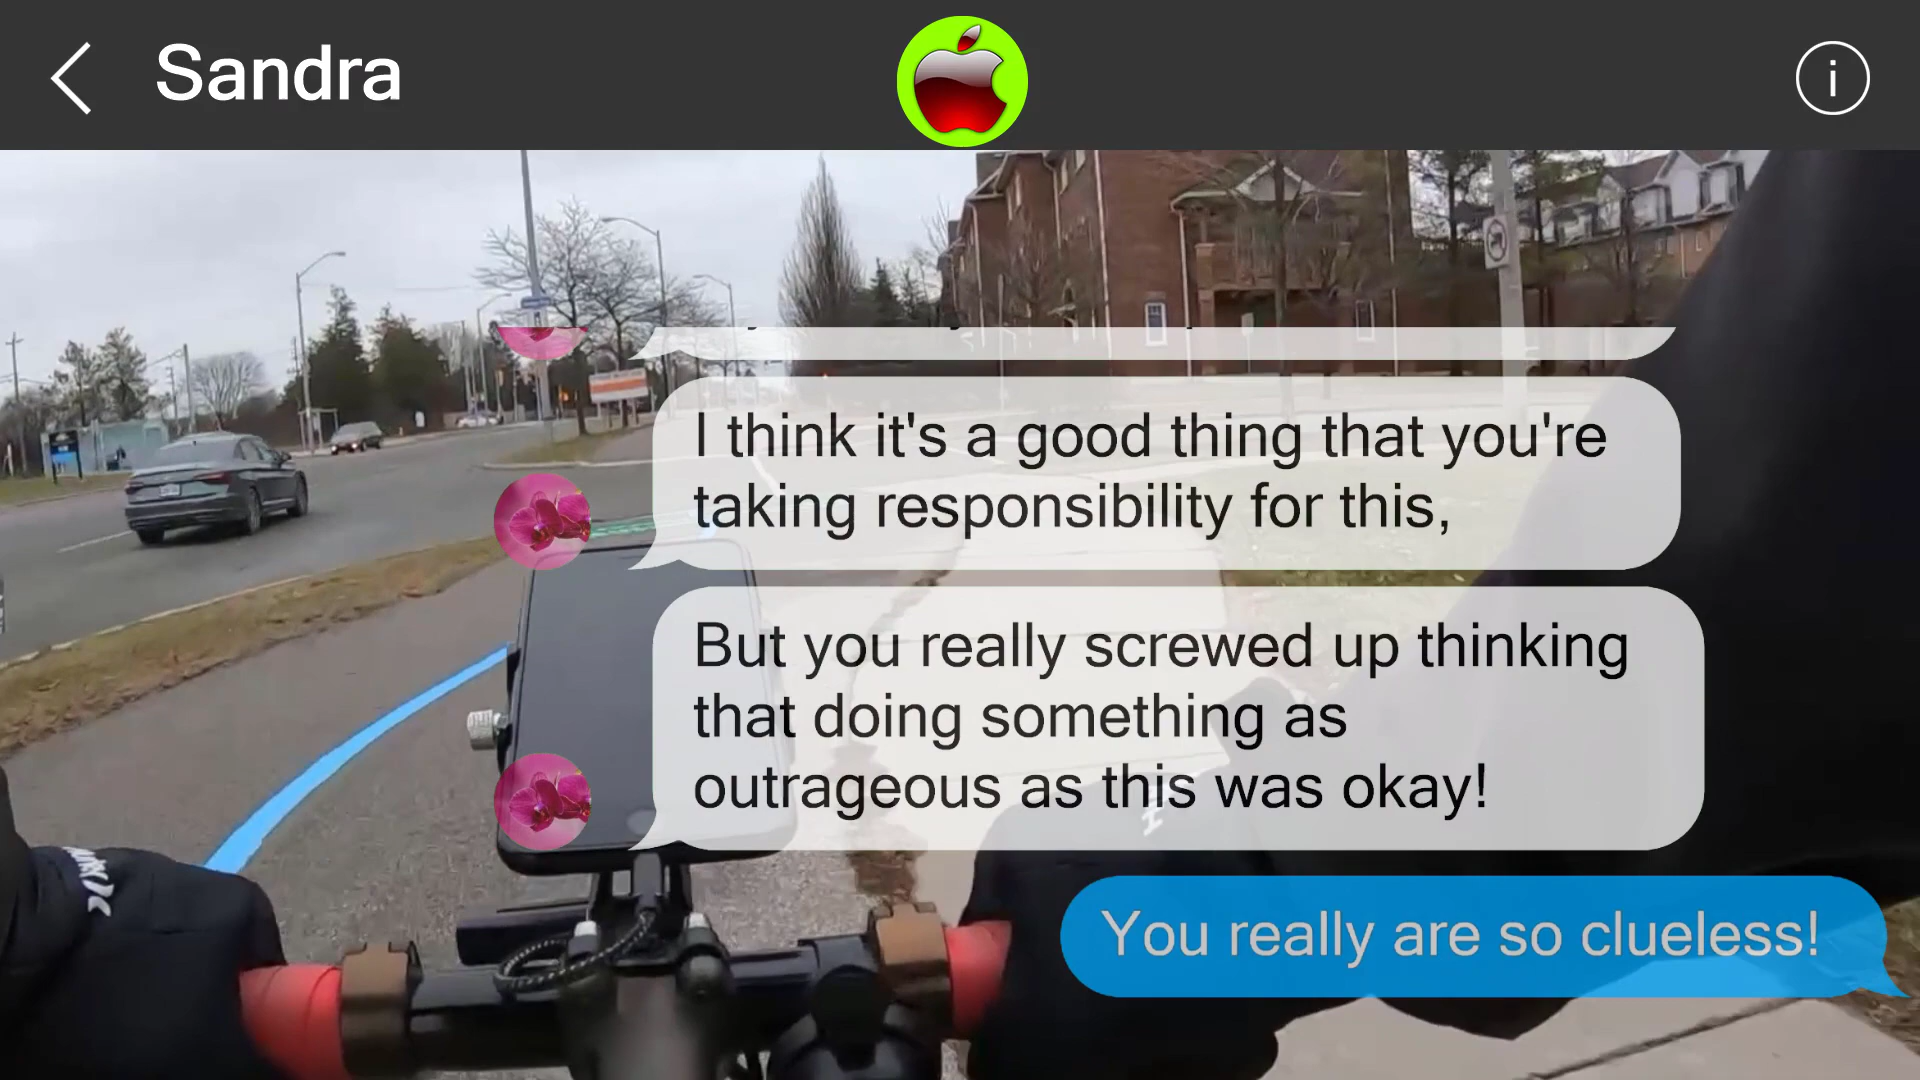 Sandra
i
I think it's a good thing that you're
taking responsibility for this,
But you really screwed up thinking
that doing something as
outrageous as this was okay!
You really are so clueless!